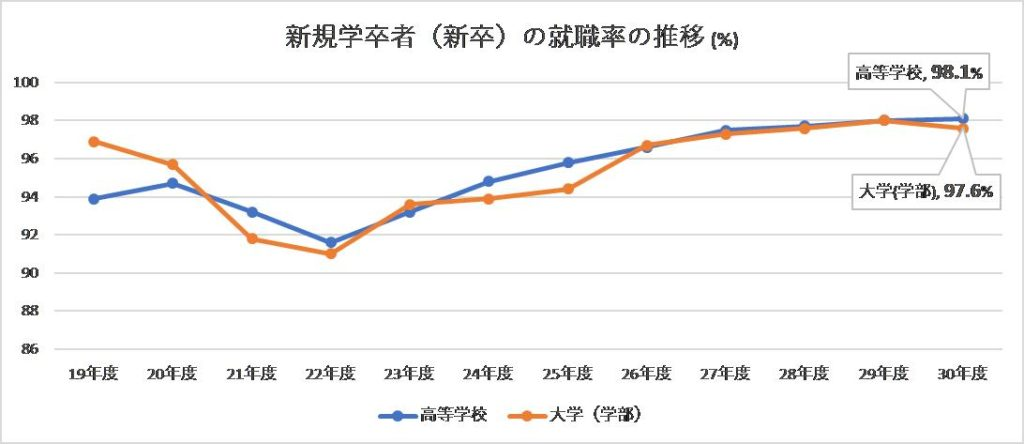 新規学卒者（新卒）の就職率の推移 (%)
高等学校, 98.1%
100
98
96
94
92
90
88
86
大学(学部), 97.6%
19年度 20年度 21年度 22年度 23年度 24年度 25年度 26年度 27年度 28年度 29年度 30年度
高等学校 大学（学部）